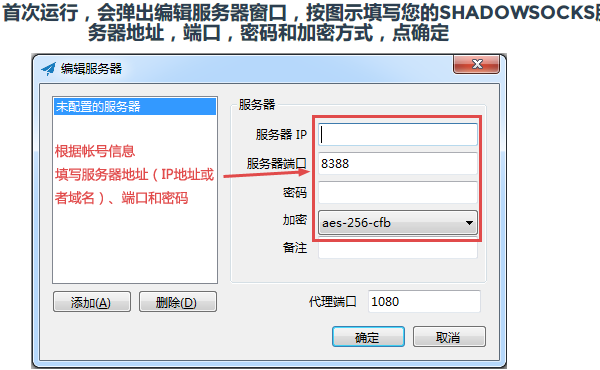 首次运行，会弹出编辑服务器窗口，按图示填写您的SHADOWSOCKS服
务器地址，端口，密码和加密方式，点确定
编辑服务器
未配置的服务器
根据帐号信息
填写服务器地址（IP地址或
者域名）、端口和密码
添加(A)
删除(D)
服务器
服务器 IP
服务器端口
8388
密码
加密
aes-256-cfb
备注
代理端口
1080
确定
取消